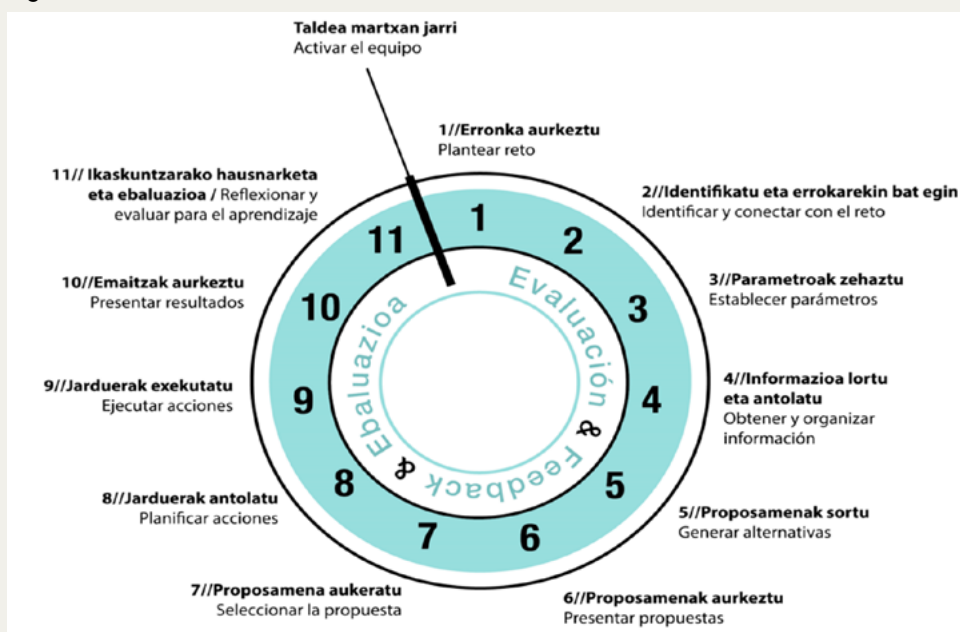 Taldea martxan jarri
Activar el equipo
1//Erronka aurkeztu
Plantear reto
2//Identifikatu eta errokarekin bat egin
Identificar y conectar con el reto
3//Parametroak zehaztu
Establecer parámetros
4//Informazioa lortu
eta antolatu
Obtener y organizar
información
5//Proposamenak sortu
Generar alternativas
6//Proposamenak aurkeztu
Presentar propuestas
7//Proposamena aukeratu
Seleccionar la propuesta
8//Jarduerak antolatu
Planificar acciones
9//Jarduerak exekutatu
Ejecutar acciones
10//Emaitzak aurkeztu
Presentar resultados
11// Ikaskuntzarako hausnarketa
eta ebaluazioa / Reflexionar y
evaluar para el aprendizaje
1
2
3
4
5
6
7
8
9
10
11
Evaluación & Feedback & Ebaluazioa